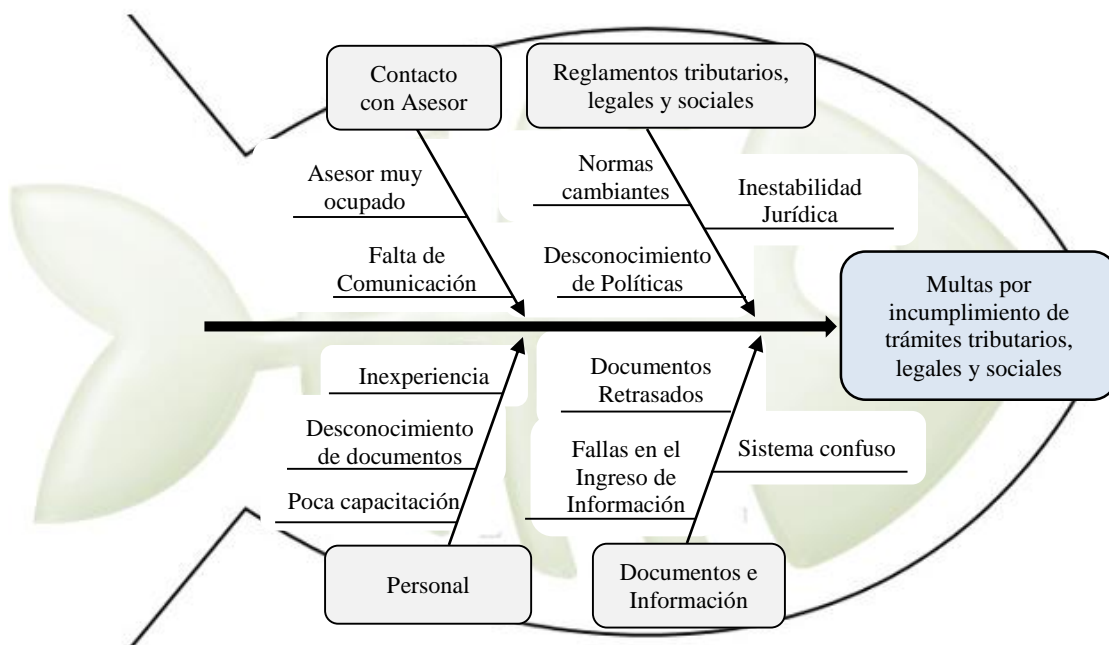 Contacto
con Asesor
Reglamentos tributarios,
legales y sociales
Asesor muy
ocupado
Falta de
Comunicación
Normas
cambiantes
Inestabilidad
Jurídica
Desconocimiento
de Políticas
Multas por
incumplimiento de
trámites tributarios,
legales y sociales
Inexperiencia
Desconocimiento
de documentos
Poca capacitación
Documentos
Retrasados
Fallas en el
Ingreso de
Información
Sistema confuso
Personal
Documentos e
Información